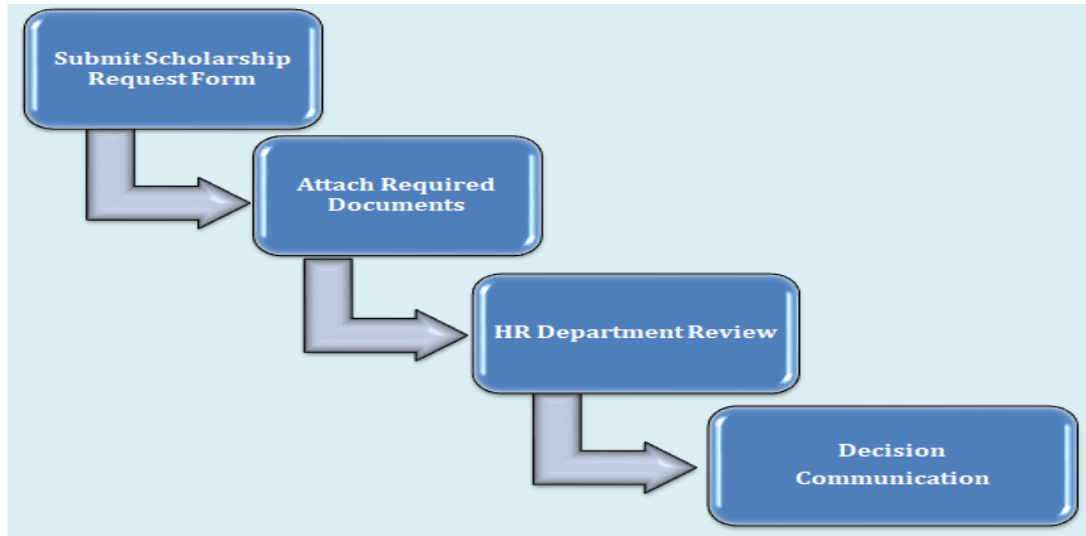 Submit Scholarship
Request Form
Attach Required
Documents
HR Department Review
Decision
Communication